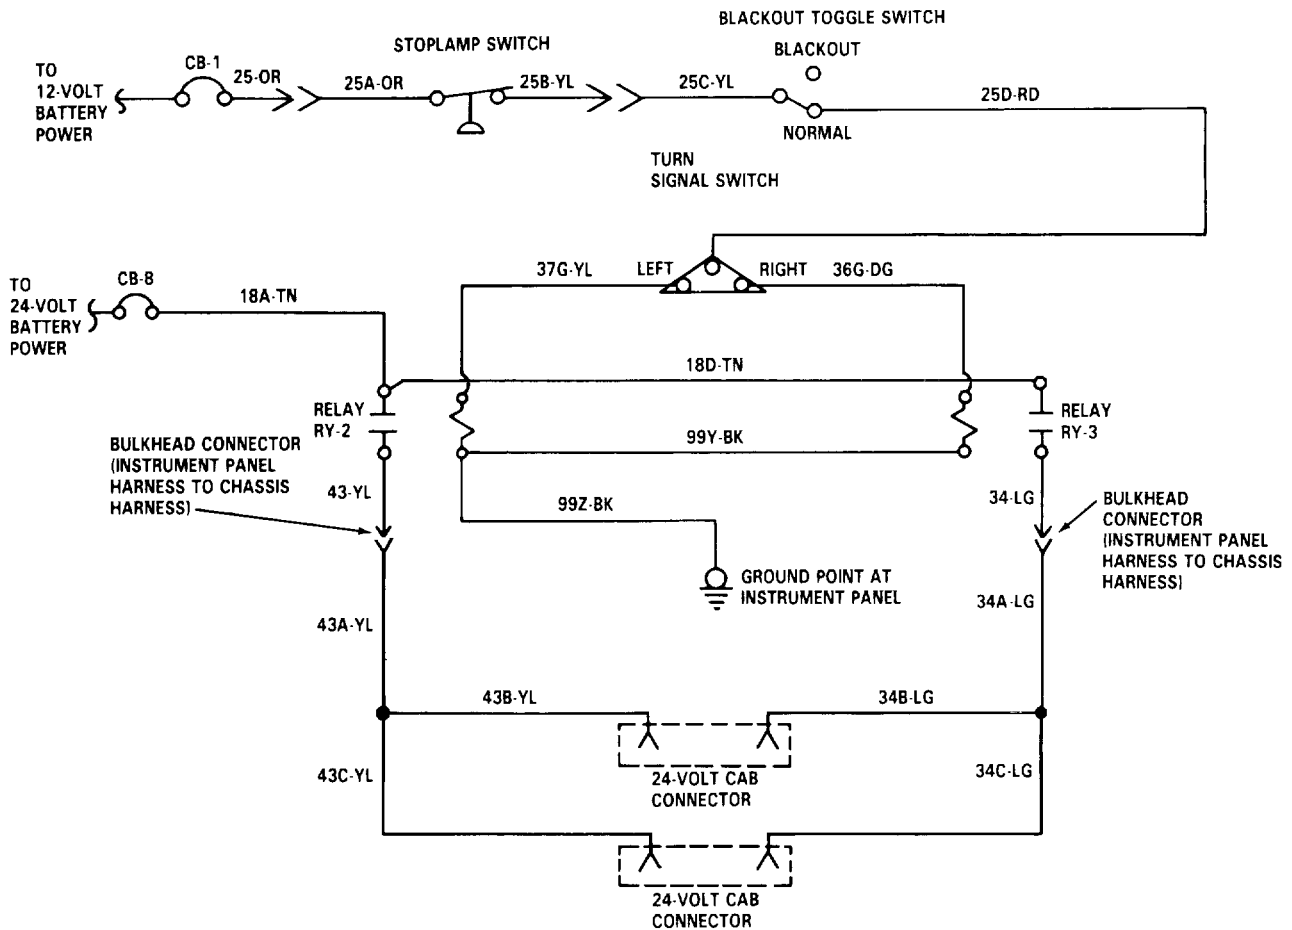 BLACKOUT TOGGLE SWITCH
STOPLAMP SWITCH
BLACKOUT
TO
12-VOLT
BATTERY
POWER
CB-1
25-OR
25A-OR
25B-YL
25C-YL
25D-RD
NORMAL
TURN
SIGNAL SWITCH
TO
24-VOLT
BATTERY
POWER
CB-8
18A-TN
37G-YL
LEFT
RIGHT
36G-DG
18D-TN
RELAY
RY-2
RELAY
RY-3
99Y-BK
BULKHEAD CONNECTOR
(INSTRUMENT PANEL
HARNESS TO CHASSIS
HARNESS)
43-YL
99Z-BK
34-LG
BULKHEAD
CONNECTOR
(INSTRUMENT PANEL
HARNESS TO CHASSIS
HARNESS)
GROUND POINT AT
INSTRUMENT PANEL
34A-LG
43A-YL
43B-YL
34B-LG
43C-YL
24-VOLT CAB
CONNECTOR
34C-LG
24-VOLT CAB
CONNECTOR